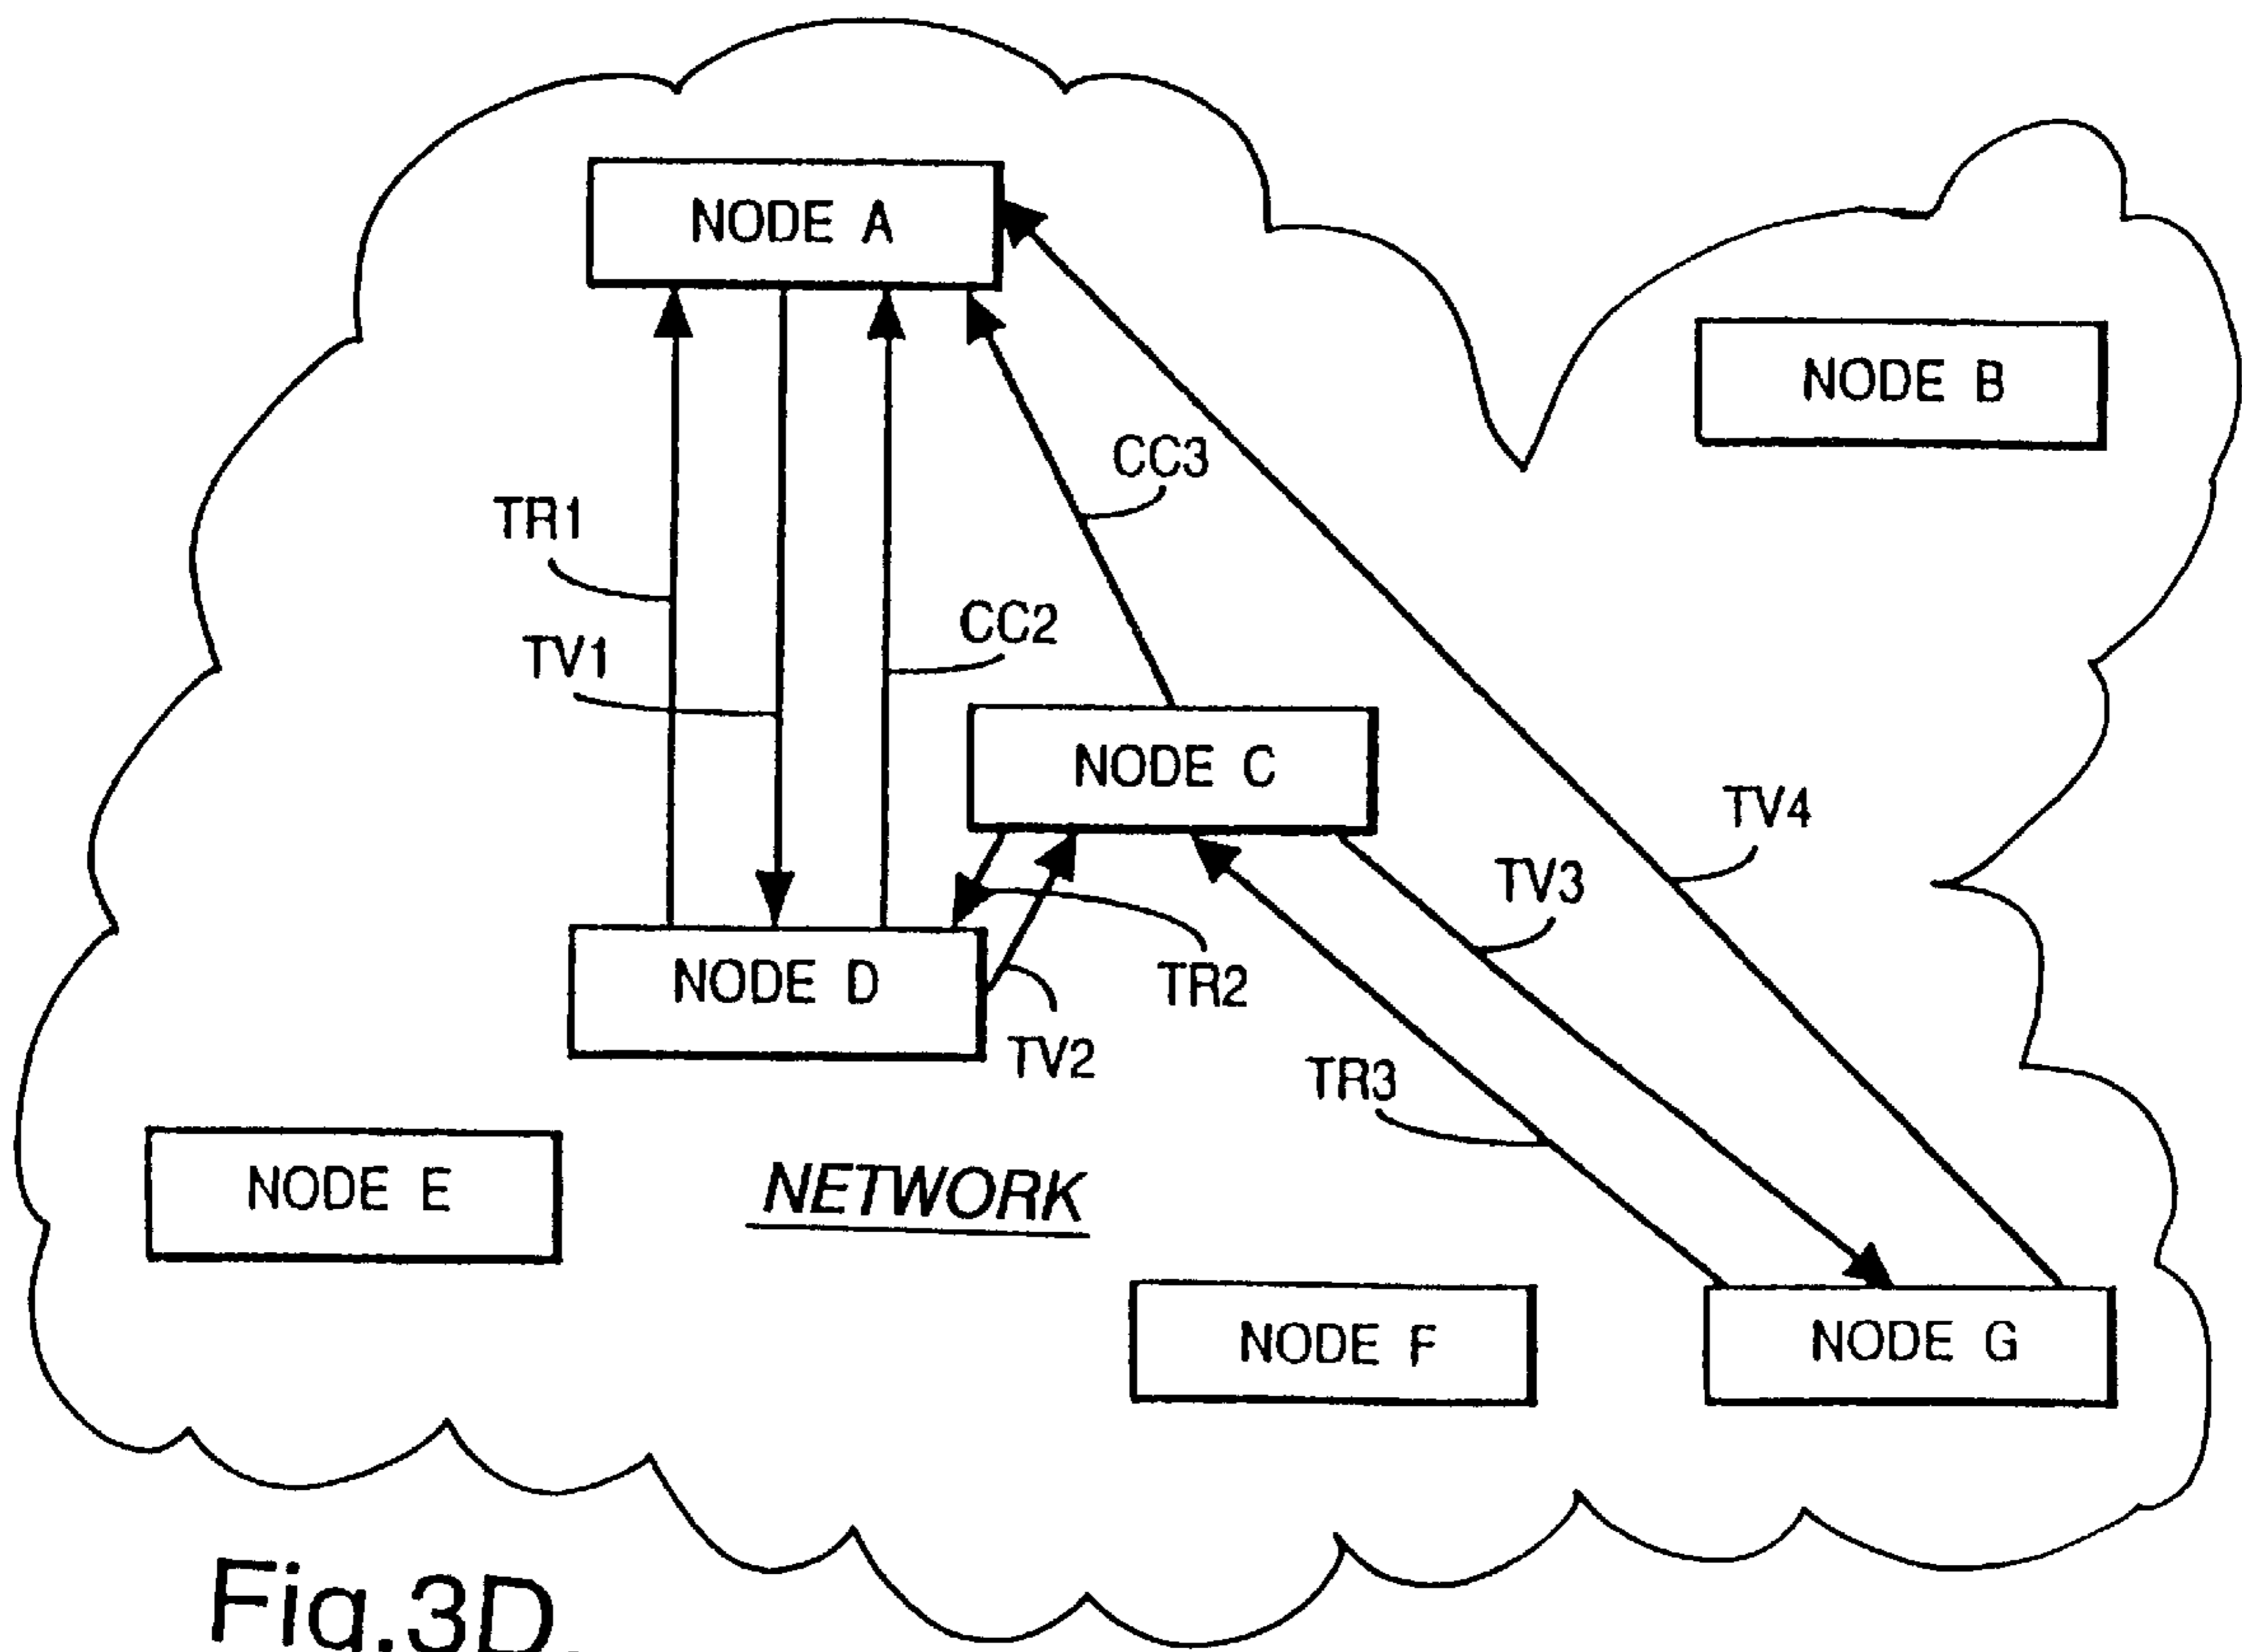 NODE A
NODE B
CC3
TR1
CC2
TV1
NODE C
TV4
TV3
NODE D
TR2
TV2
TR3
NODE E
NETWORK
NODE F
NODE G
Fig.3D.